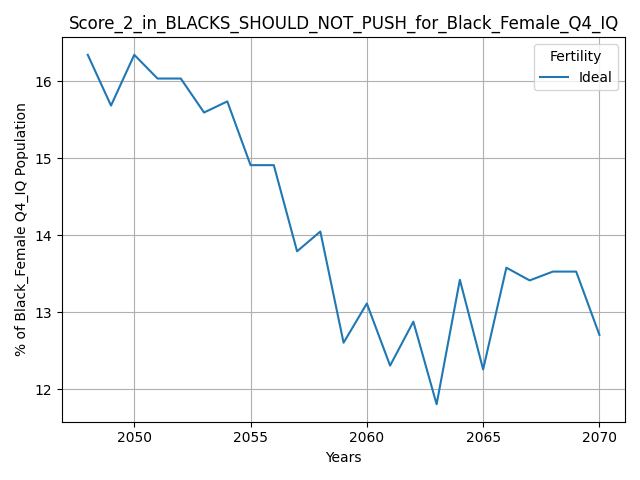 Score_2_in_BLACKS_SHOULD_NOT_PUSH_for_Black_Female_Q4_IQ
Fertility
Ideal
% of Black_Female Q4_IQ Population
16
15
14
13
12
2050
2055
2060
2065
2070
Years